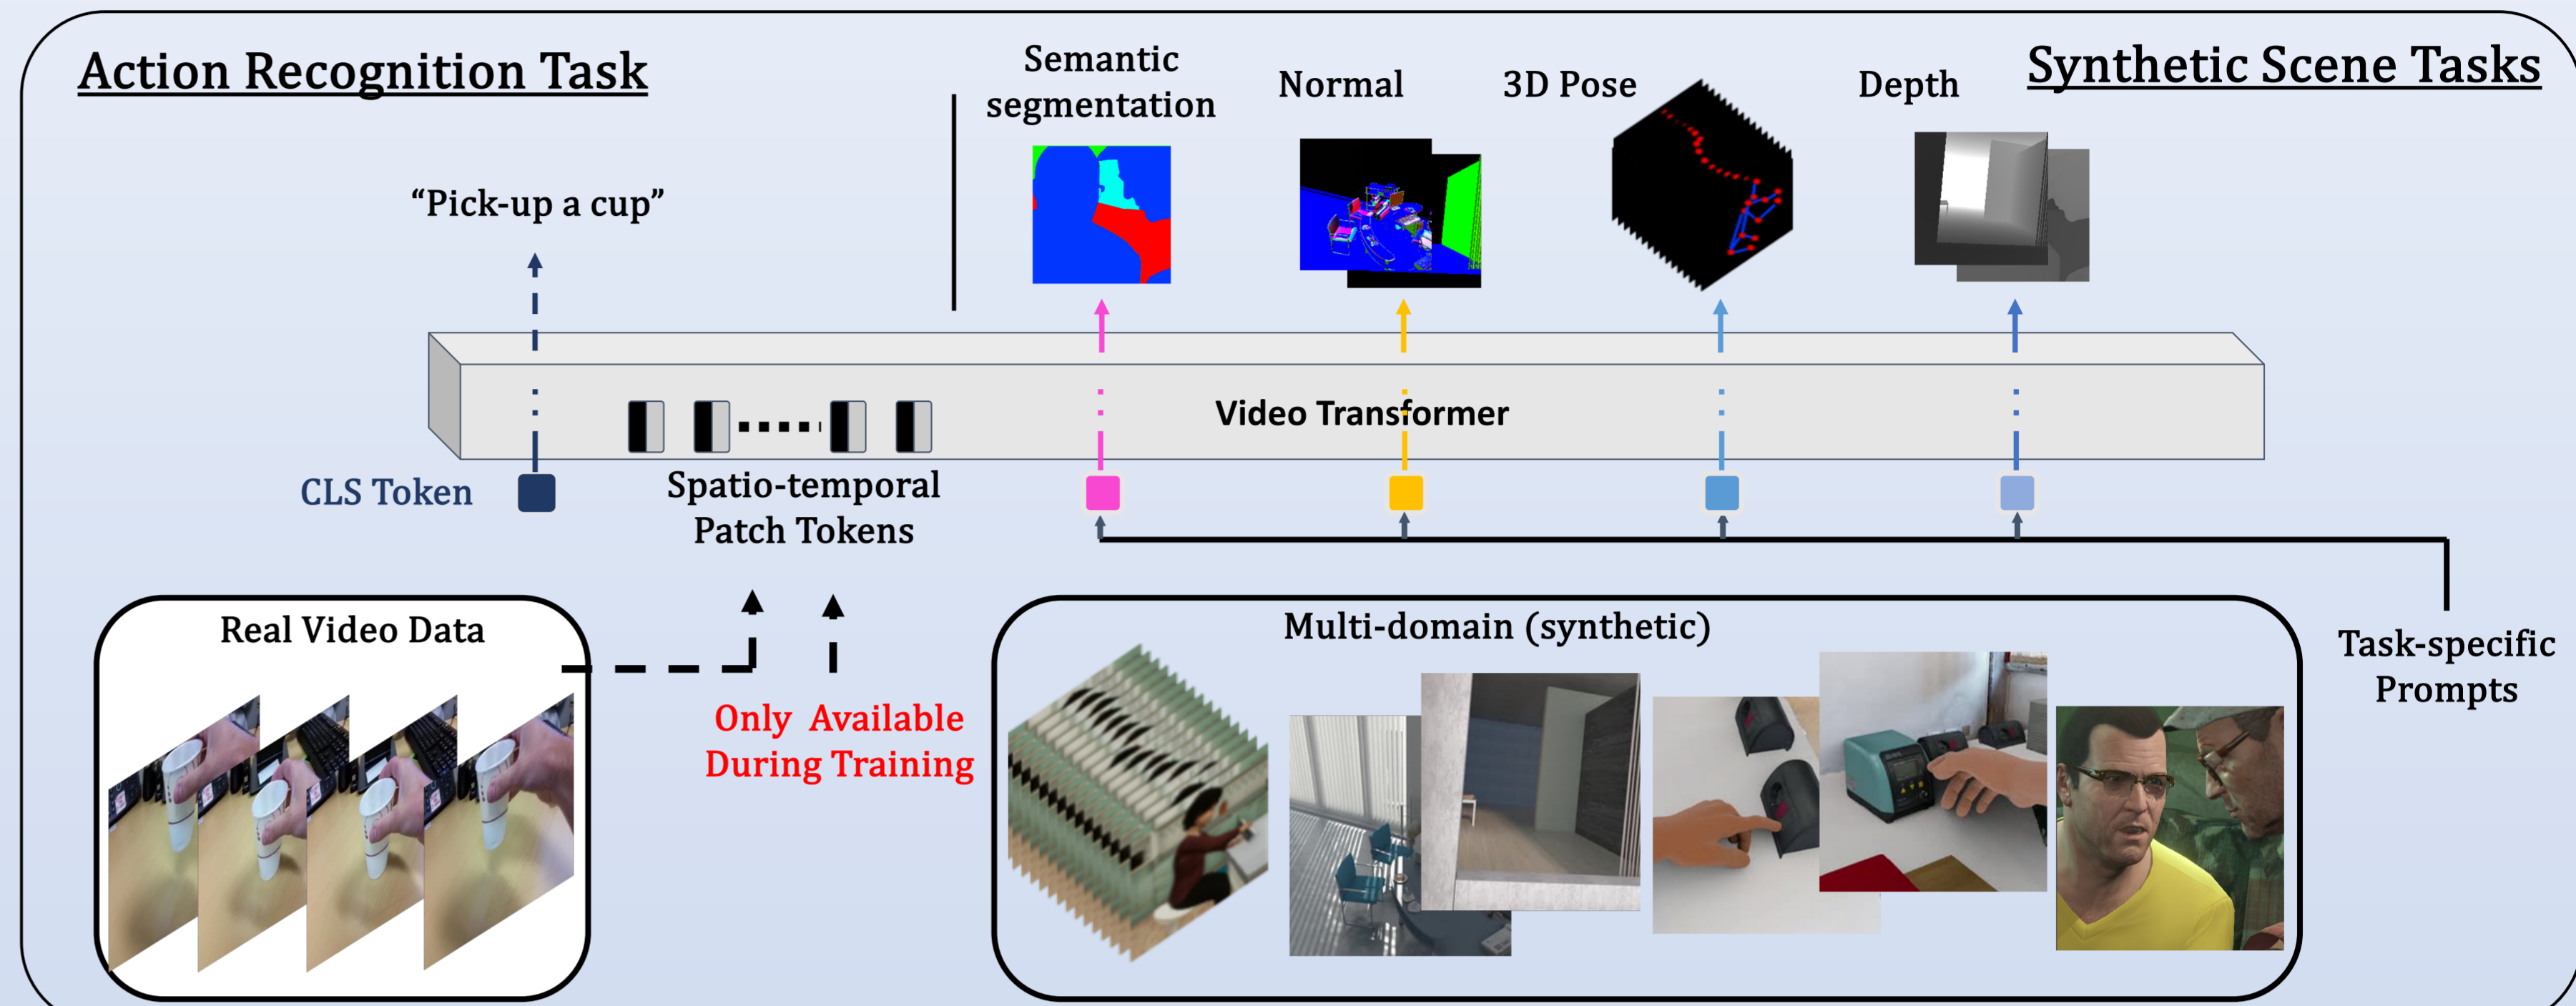 Action Recognition Task
Semantic
segmentation
Normal
3D Pose
Depth
Synthetic Scene Tasks
“Pick-up a cup”
Video Transformer
CLS Token
Spatio-temporal
Patch Tokens
Real Video Data
Only Available
During Training
Multi-domain (synthetic)
Task-specific
Prompts